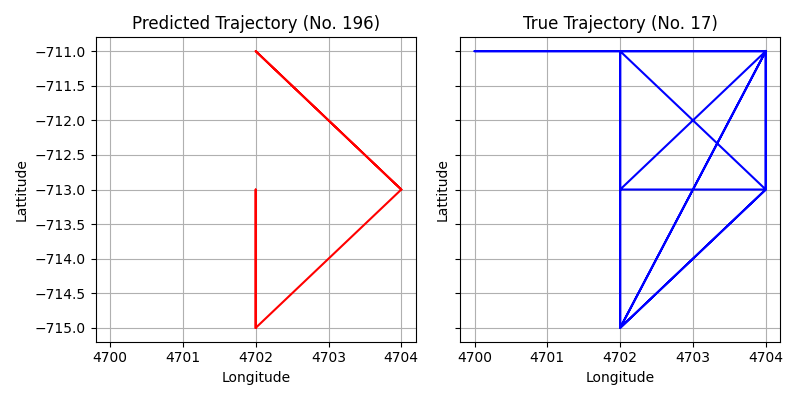 Predicted Trajectory (No. 196)
True Trajectory (No. 17)
−711.0
−711.5
−712.0
−712.5
−713.0
−713.5
−714.0
−714.5
−715.0
Lattitude
Lattitude
4700 4701 4702 4703 4704
4700 4701 4702 4703 4704
Longitude
Longitude